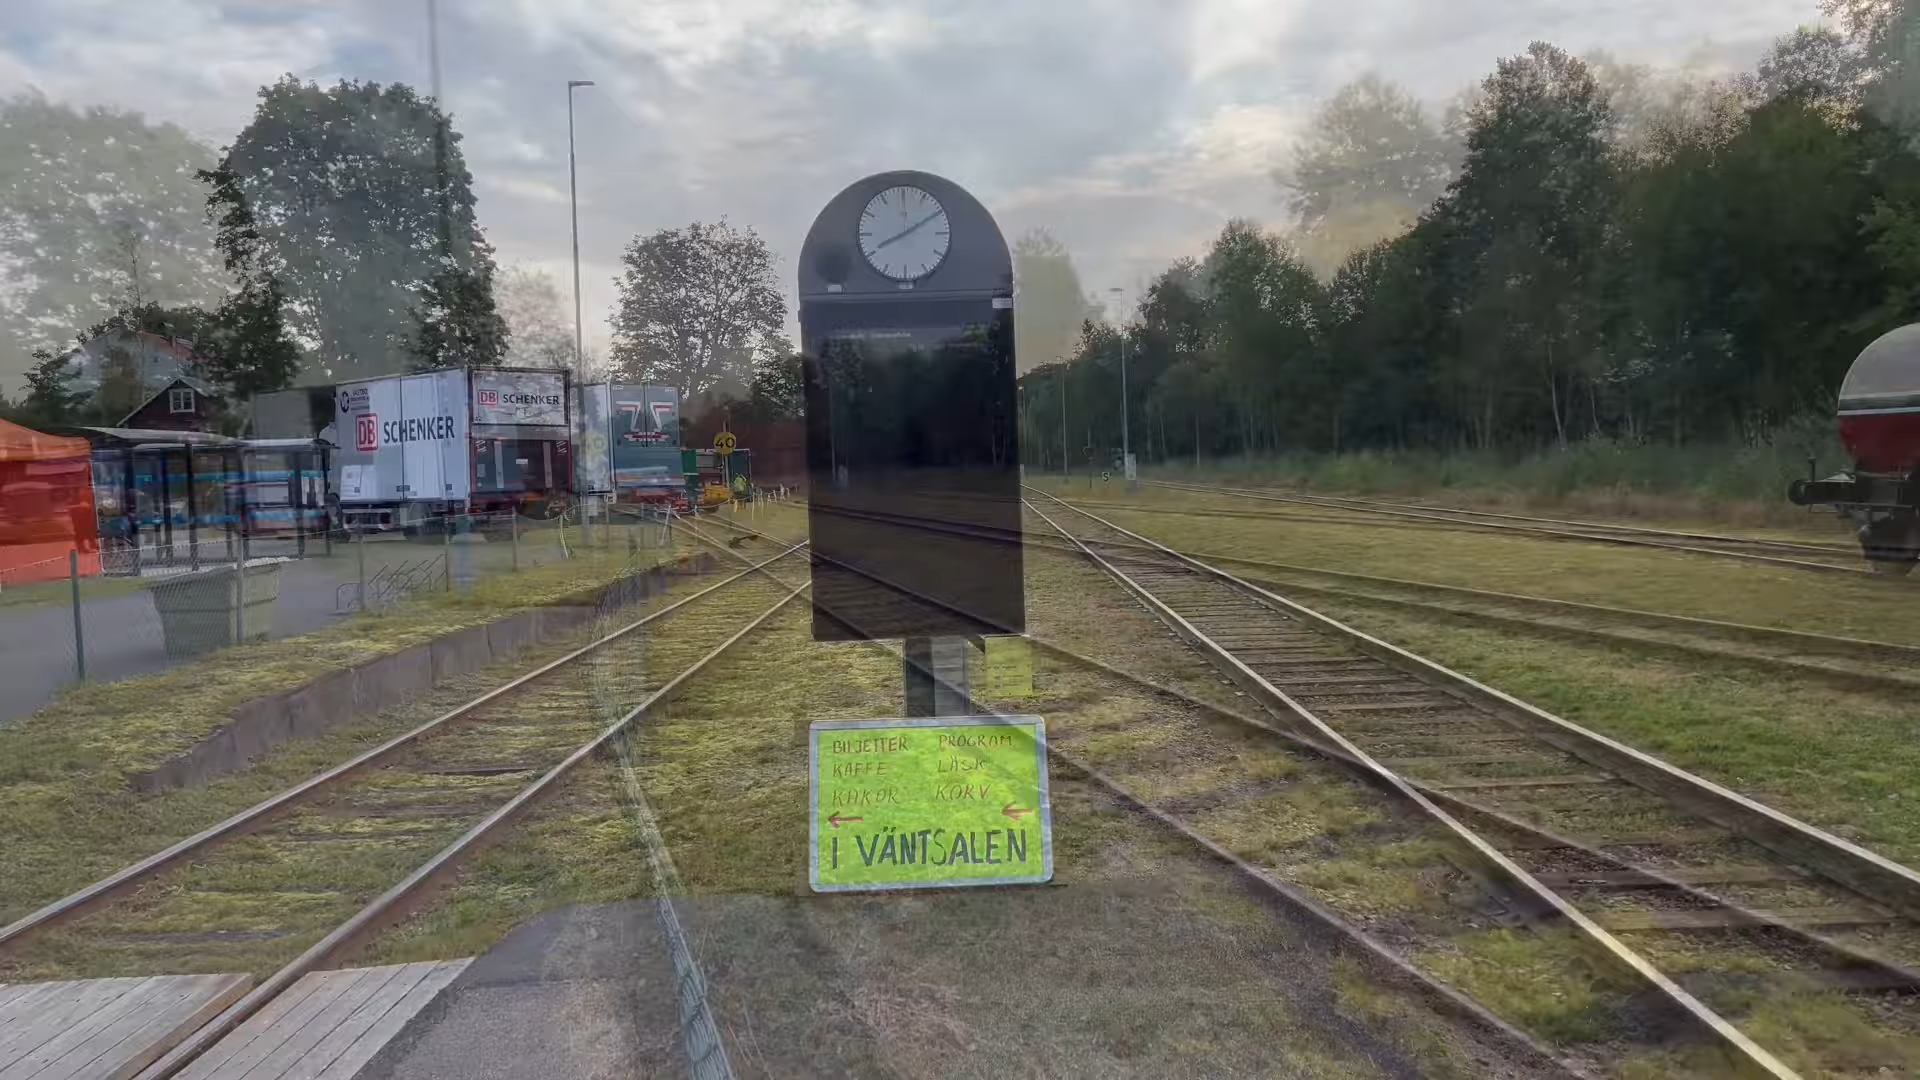 DB SCHENKER
DB SCHENKER
40
S
BILJETTER PROGRAM
KAFFE LÄSK
KAKOR KORV
← ←
I VÄNTSALEN